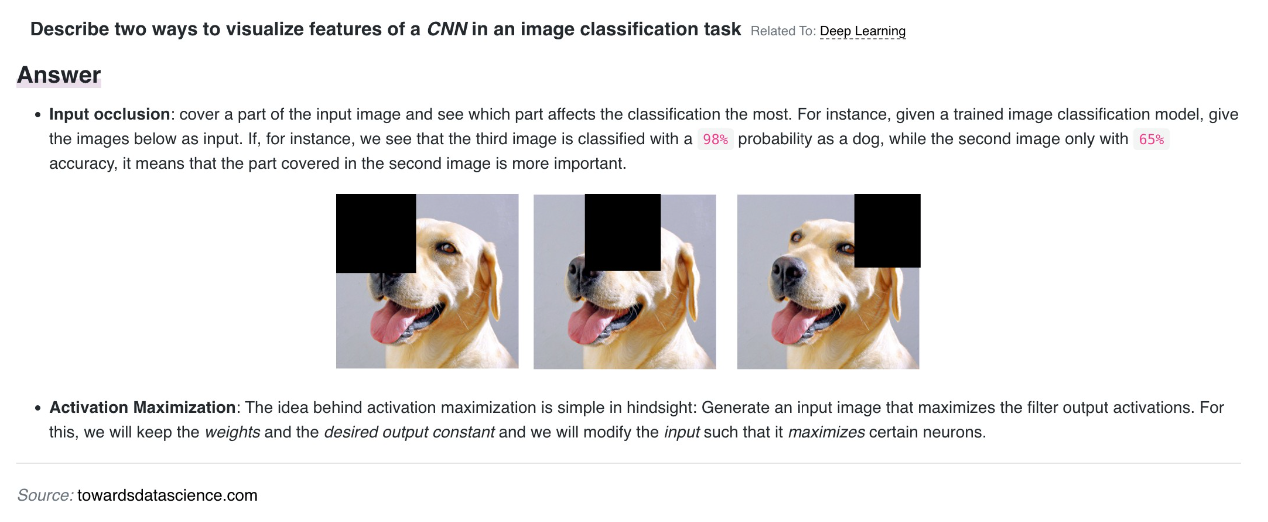 Describe two ways to visualize features of a CNN in an image classification task Related To: Deep Learning
Answer
• Input occlusion: cover a part of the input image and see which part affects the classification the most. For instance, given a trained image classification model, give
the images below as input. If, for instance, we see that the third image is classified with a 98% probability as a dog, while the second image only with 65%
accuracy, it means that the part covered in the second image is more important.
• Activation Maximization: The idea behind activation maximization is simple in hindsight: Generate an input image that maximizes the filter output activations. For
this, we will keep the weights and the desired output constant and we will modify the input such that it maximizes certain neurons.
Source: towardsdatascience.com